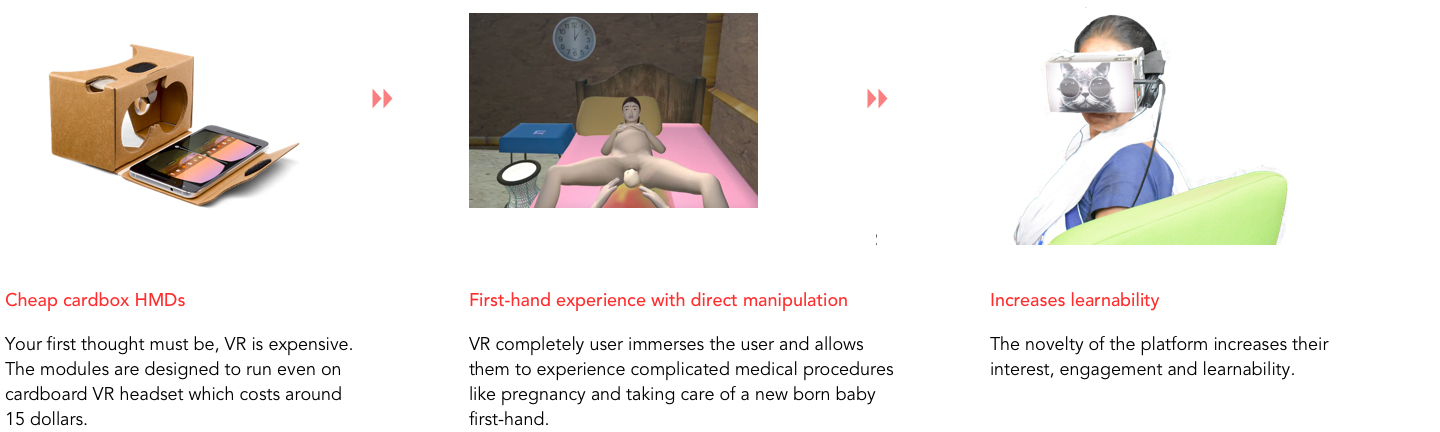 Cheap cardbox HMDs
Your first thought must be, VR is expensive.
The modules are designed to run even on
cardboard VR headset which costs around
15 dollars.
First-hand experience with direct manipulation
VR completely user immerses the user and allows
them to experience complicated medical procedures
like pregnancy and taking care of a new born baby
first-hand.
Increases learnability
The novelty of the platform increases their
interest, engagement and learnability.